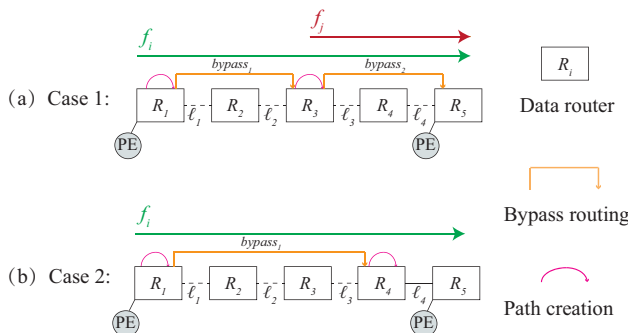 f_j
f_i
bypass_1 bypass_2
(a) Case 1: R_1 R_2 R_3 R_4 R_5
ℓ_1 ℓ_2 ℓ_3 ℓ_4
PE PE
R_i
Data router
Bypass routing
f_i
bypass_1
(b) Case 2: R_1 R_2 R_3 R_4 R_5
ℓ_1 ℓ_2 ℓ_3 ℓ_4
PE PE
Path creation